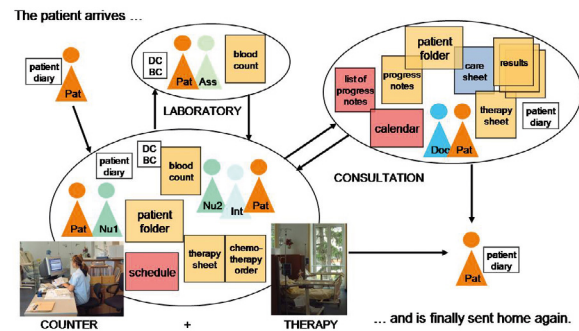 The patient arrives ...
patient
diary
Pat
DC
BC
Pat
Ass
blood
count
LABORATORY
patient
folder
care
sheet
results
list of
progress
notes
progress
notes
calendar
therapy
sheet
patient
diary
Doc
Pat
CONSULTATION
patient
diary
DC
BC
blood
count
Pat
Nu1
patient
folder
Nu2
Int
Pat
schedule
therapy
sheet
chemo-
therapy
order
COUNTER
+
THERAPY
Pat
patient
diary
... and is finally sent home again.